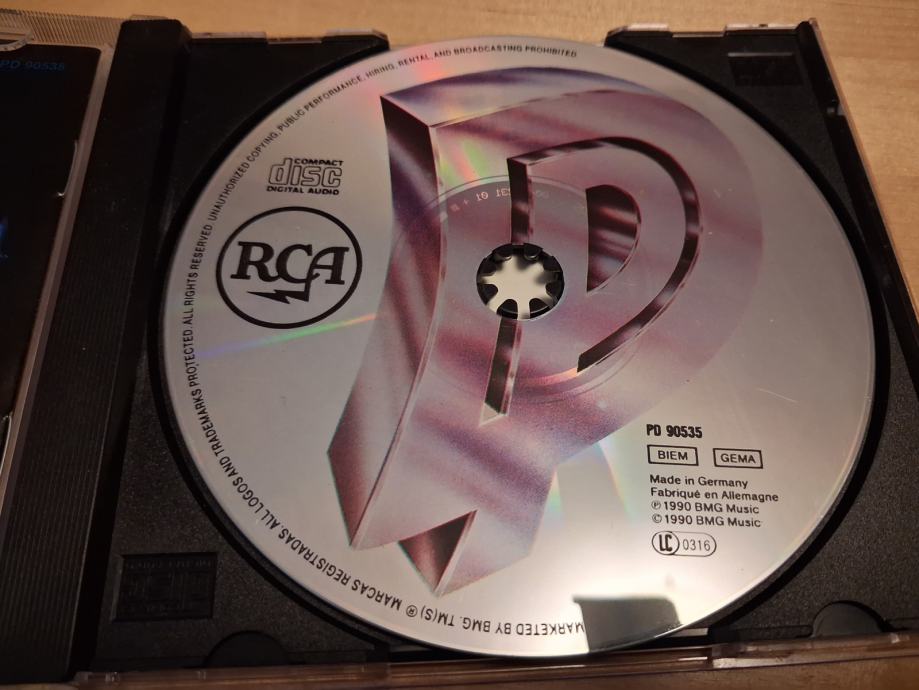 PD 90535
UNAUTHORIZED COPYING, PUBLIC PERFORMANCE, HIRING, RENTAL, AND BROADCASTING PROHIBITED
COMPACT
disc
DIGITAL AUDIO
RCA
PD 90535
BIEM GEMA
Made in Germany
Fabriqué en Allemagne
℗ 1990 BMG Music
© 1990 BMG Music
LC 0316
MARKETED BY BMG. TM(S) ® MARCAS REGISTRADAS. ALL LOGOS AND TRADEMARKS PROTECTED. ALL RIGHTS RESERVED